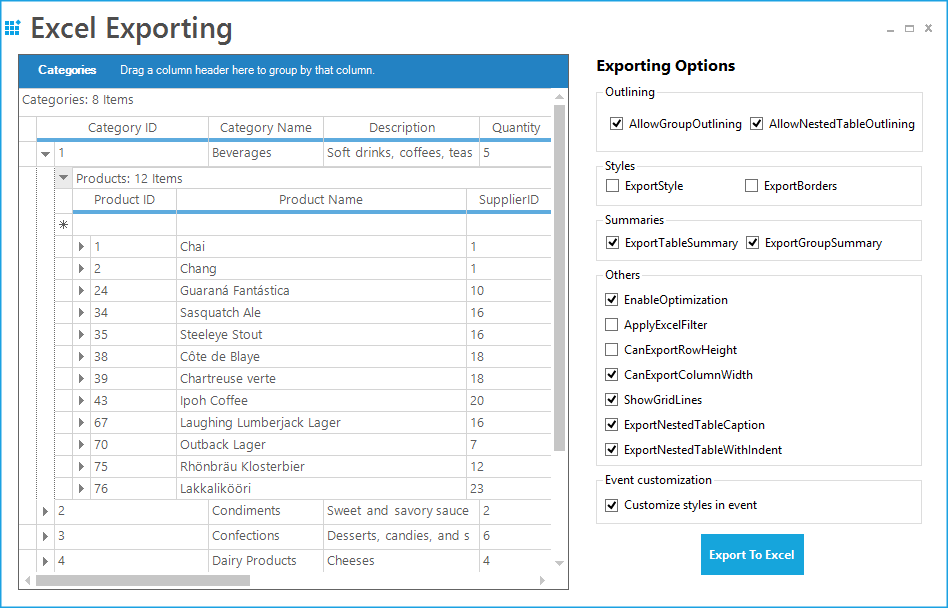 Excel Exporting
Categories Drag a column header here to group by that column.
Categories: 8 Items
Category ID Category Name Description Quantity
1 Beverages Soft drinks, coffees, teas 5
Products: 12 Items
Product ID Product Name SupplierID
1 Chai 1
2 Chang 1
24 Guaraná Fantástica 10
34 Sasquatch Ale 16
35 Steeleye Stout 16
38 Côte de Blaye 18
39 Chartreuse verte 18
43 Ipoh Coffee 20
67 Laughing Lumberjack Lager 16
70 Outback Lager 7
75 Rhönbräu Klosterbier 12
76 Lakkalikööri 23
2 Condiments Sweet and savory sauce 2
3 Confections Desserts, candies, and s 6
4 Dairy Products Cheeses 4
Exporting Options
Outlining
AllowGroupOutlining AllowNestedTableOutlining
Styles
ExportStyle ExportBorders
Summaries
ExportTableSummary ExportGroupSummary
Others
EnableOptimization
ApplyExcelFilter
CanExportRowHeight
CanExportColumnWidth
ShowGridLines
ExportNestedTableCaption
ExportNestedTableWithIndent
Event customization
Customize styles in event
Export To Excel